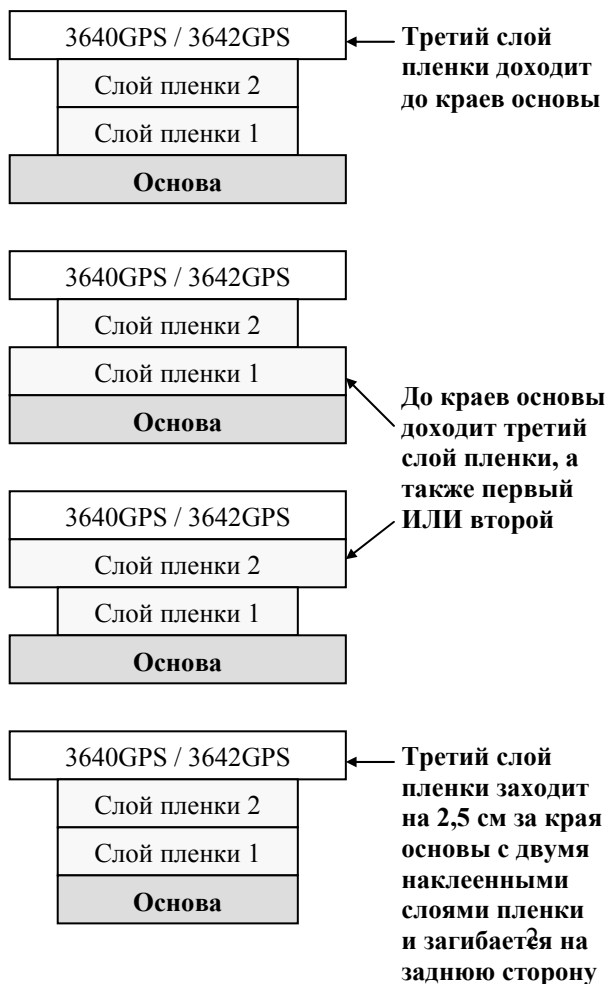 3640GPS / 3642GPS
Слой пленки 2
Слой пленки 1
Основа
Третий слой
пленки доходит
до краев основы
3640GPS / 3642GPS
Слой пленки 2
Слой пленки 1
Основа
До краев основы
доходит третий
слой пленки, а
также первый
ИЛИ второй
3640GPS / 3642GPS
Слой пленки 2
Слой пленки 1
Основа
3640GPS / 3642GPS
Слой пленки 2
Слой пленки 1
Основа
Третий слой
пленки заходит
на 2,5 см за края
основы с двумя
наклеенными
слоями пленки
и загибается на
заднюю сторону
2